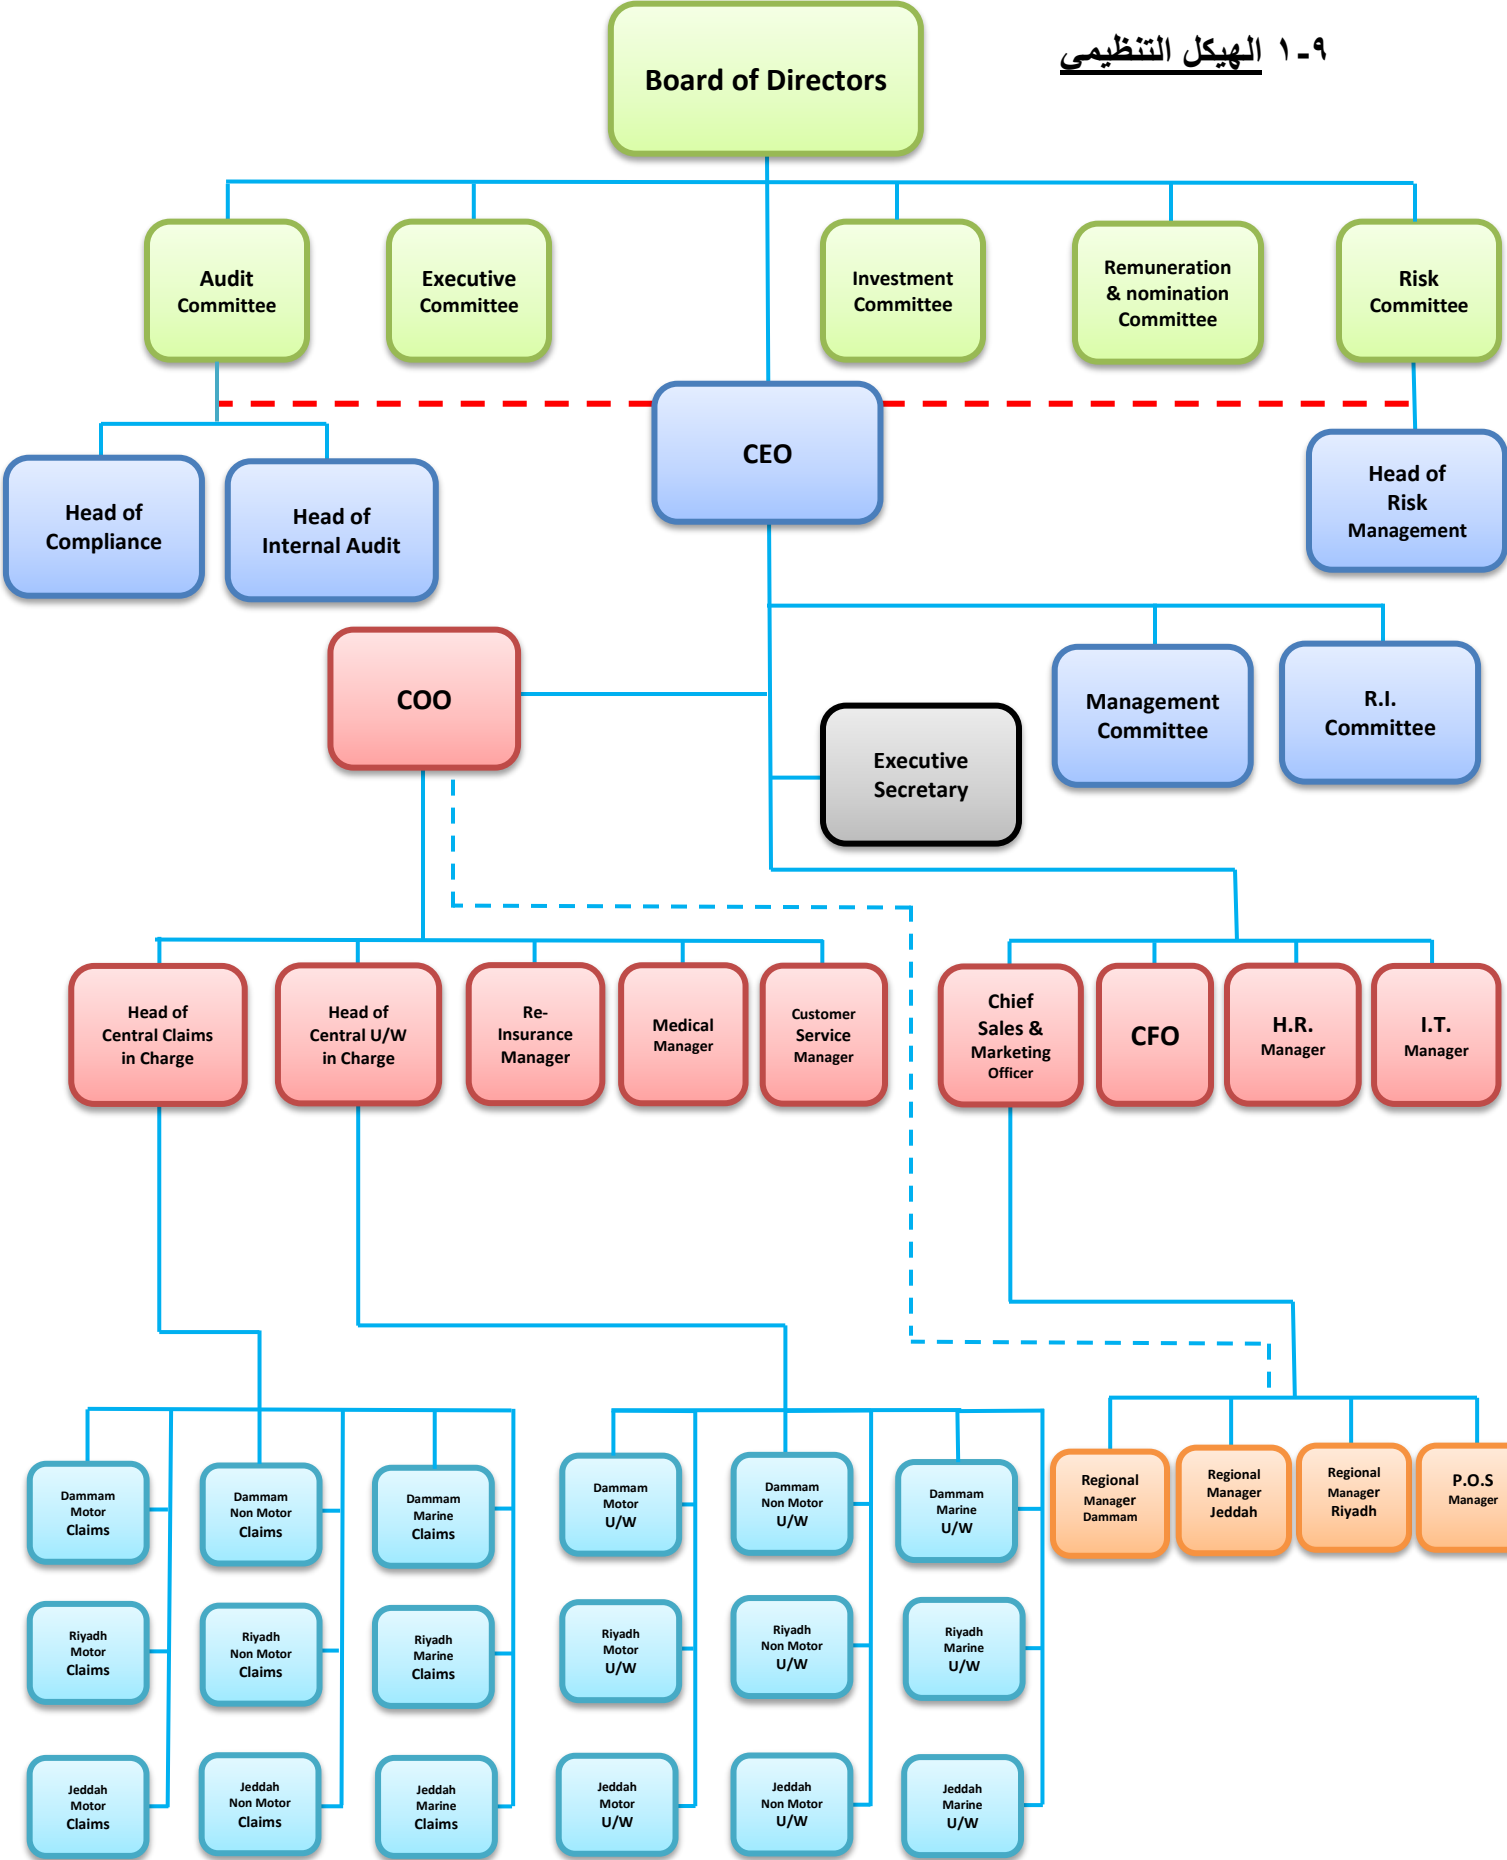 ٩-١ الهيكل التنظيمي
Board of Directors
Audit
Committee
Executive
Committee
Investment
Committee
Remuneration
& nomination
Committee
Risk
Committee
CEO
Head of
Compliance
Head of
Internal Audit
Head of
Risk
Management
COO
Management
Committee
R.I.
Committee
Executive
Secretary
Head of
Central Claims
in Charge
Head of
Central U/W
in Charge
Re-
Insurance
Manager
Medical
Manager
Customer
Service
Manager
Chief
Sales &
Marketing
Officer
CFO
H.R.
Manager
I.T.
Manager
Dammam
Motor
Claims
Dammam
Non Motor
Claims
Dammam
Marine
Claims
Dammam
Motor
U/W
Dammam
Non Motor
U/W
Dammam
Marine
U/W
Regional
Manager
Dammam
Regional
Manager
Jeddah
Regional
Manager
Riyadh
P.O.S
Manager
Riyadh
Motor
Claims
Riyadh
Non Motor
Claims
Riyadh
Marine
Claims
Riyadh
Motor
U/W
Riyadh
Non Motor
U/W
Riyadh
Marine
U/W
Jeddah
Motor
Claims
Jeddah
Non Motor
Claims
Jeddah
Marine
Claims
Jeddah
Motor
U/W
Jeddah
Non Motor
U/W
Jeddah
Marine
U/W